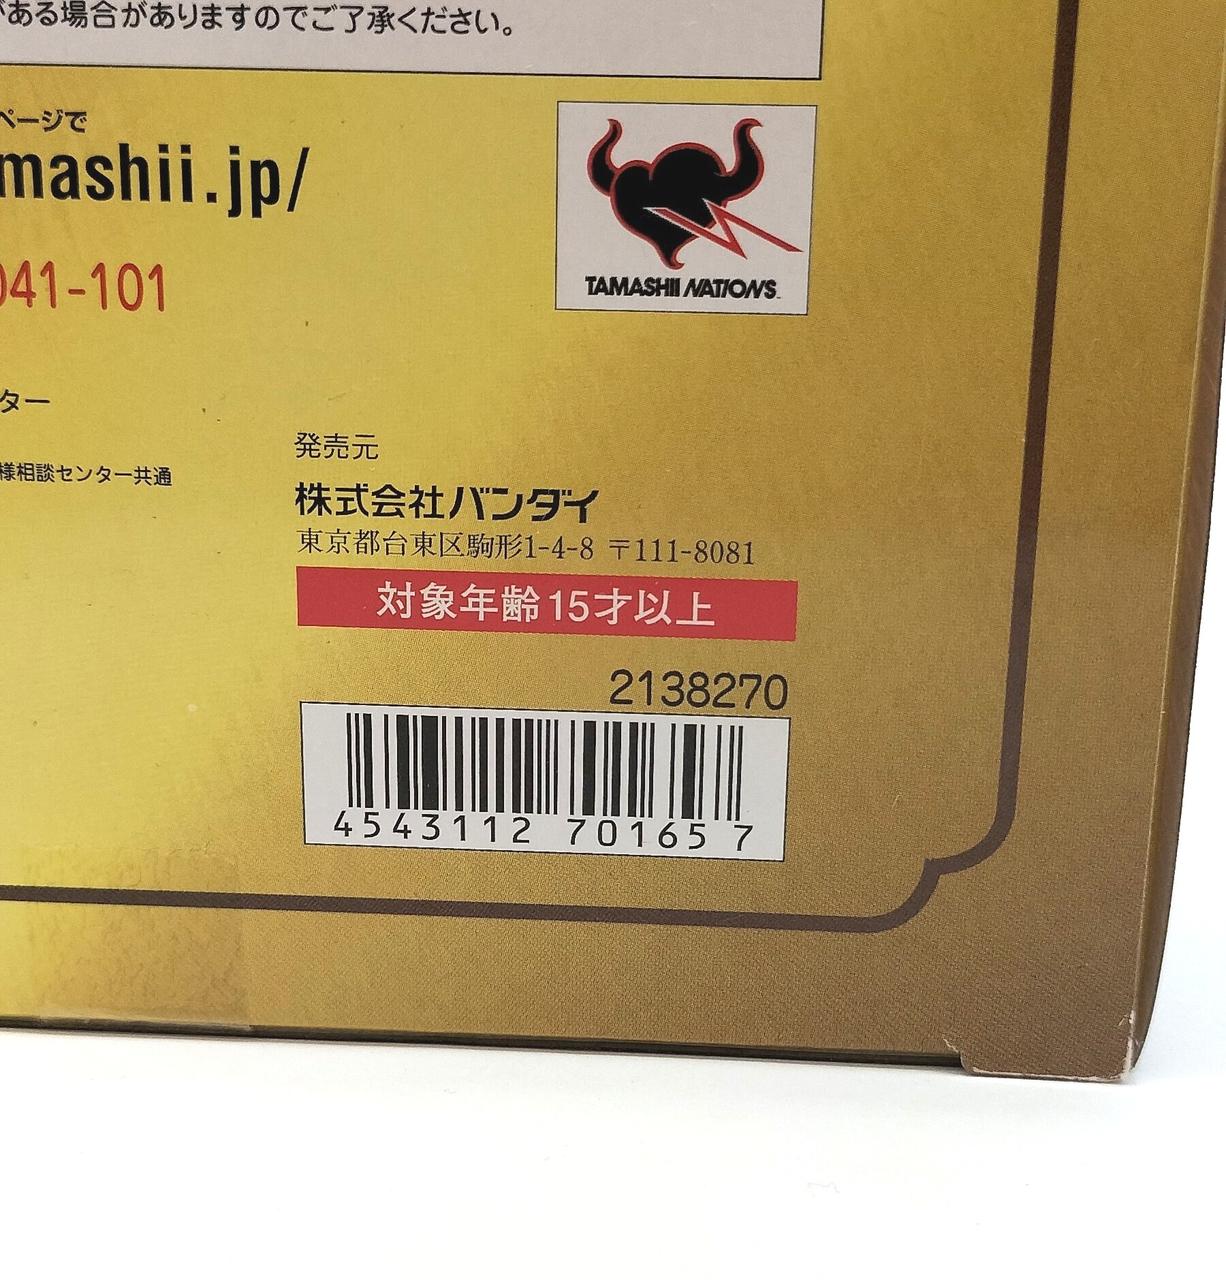 がある場合がありますのでご了承ください。
ページで
mashii.jp/
041-101
TAMASHII NATIONS
ター
様相談センター共通
発売元
株式会社バンダイ
東京都台東区駒形1-4-8 〒111-8081
対象年齢15才以上
2138270
4543112 701657